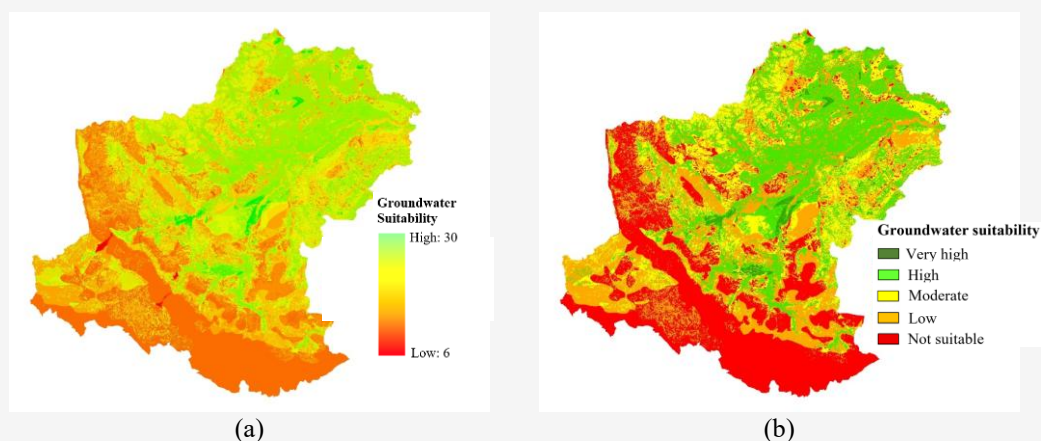 Groundwater
Suitability
High: 30
Low: 6
Groundwater suitability
Very high
High
Moderate
Low
Not suitable
(a)
(b)